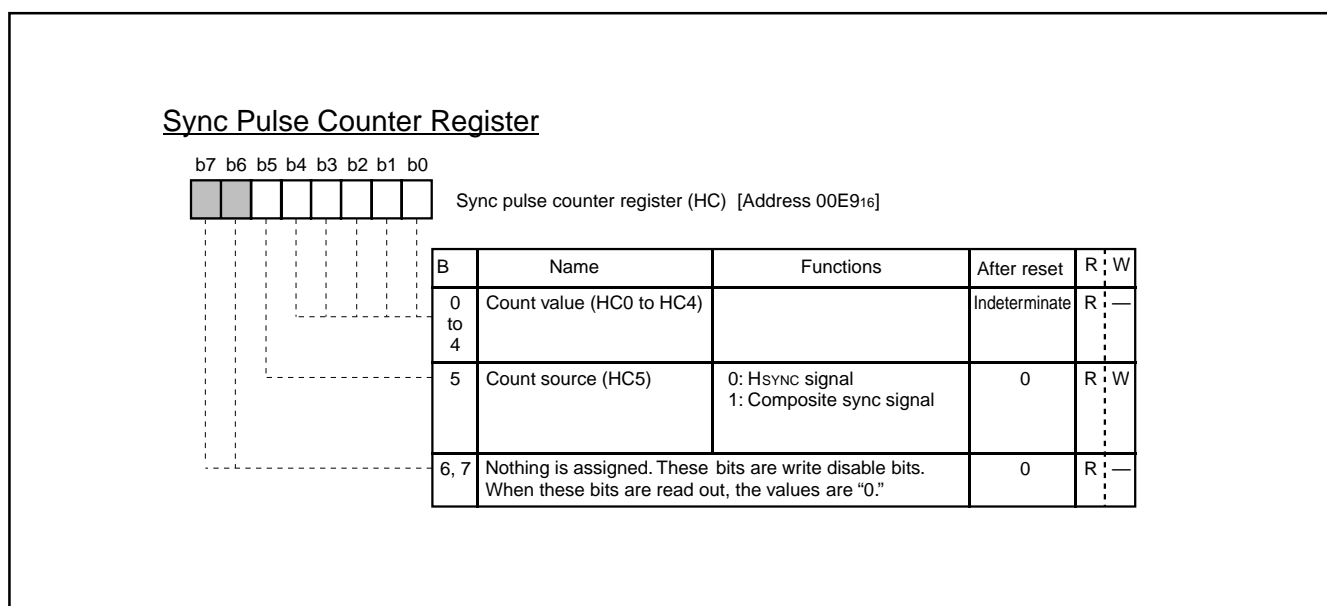 Sync Pulse Counter Register
b7 b6 b5 b4 b3 b2 b1 b0
Sync pulse counter register (HC) [Address 00E916]
B Name Functions After reset R W
0 to 4 Count value (HC0 to HC4) Indeterminate R —
5 Count source (HC5) 0: HSYNC signal 0 R W
1: Composite sync signal
6, 7 Nothing is assigned. These bits are write disable bits. 0 R —
When these bits are read out, the values are “0.”